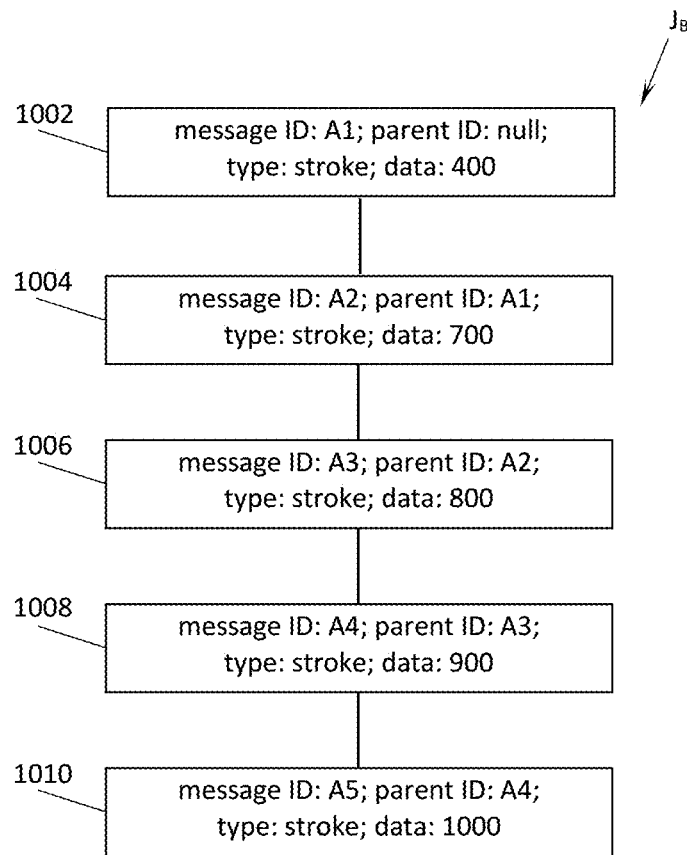 J_B
1002
message ID: A1; parent ID: null;
type: stroke; data: 400
1004
message ID: A2; parent ID: A1;
type: stroke; data: 700
1006
message ID: A3; parent ID: A2;
type: stroke; data: 800
1008
message ID: A4; parent ID: A3;
type: stroke; data: 900
1010
message ID: A5; parent ID: A4;
type: stroke; data: 1000